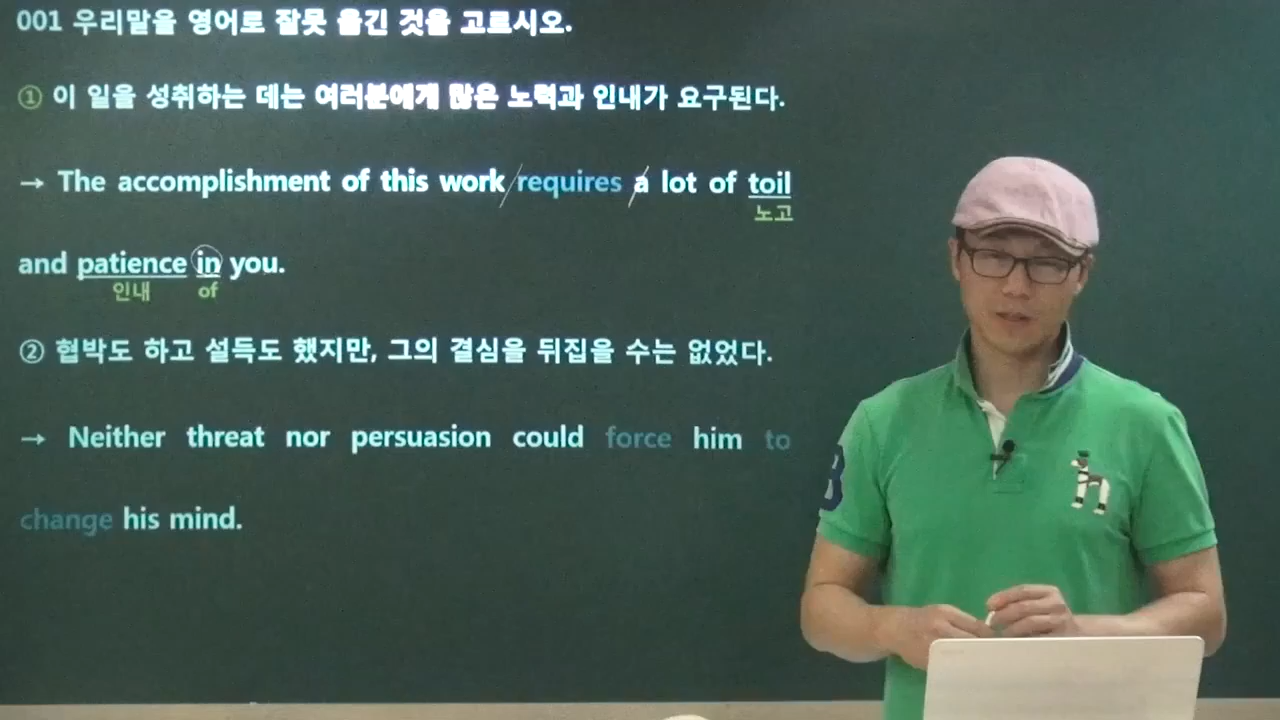 001 우리말을 영어로 잘못 옮긴 것을 고르시오.
① 이 일을 성취하는 데는 여러분에게 많은 노력과 인내가 요구된다.
→ The accomplishment of this work requires a lot of toil
노고
and patience in you.
인내 of
② 협박도 하고 설득도 했지만, 그의 결심을 뒤집을 수는 없었다.
→ Neither threat nor persuasion could force him to
change his mind.
B
h